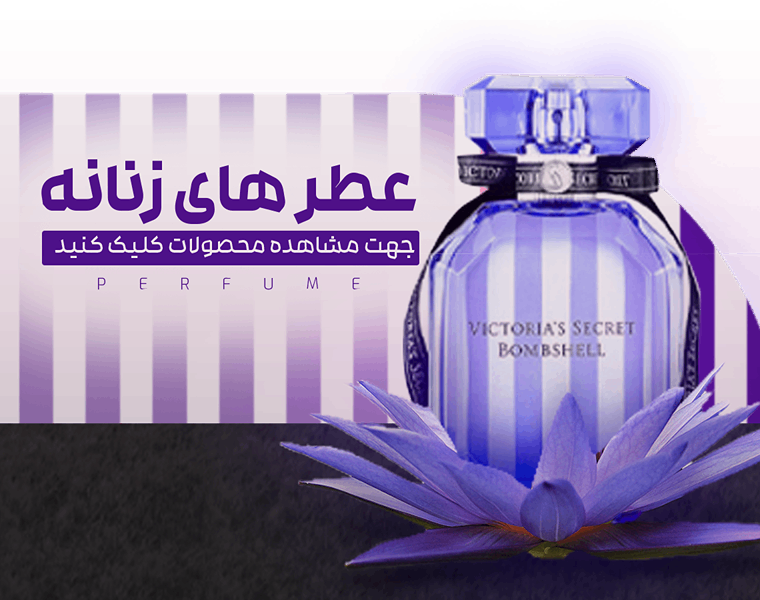 عطر های زنانه
جهت مشاهده محصولات کلیک کنید
PERFUME
VICTORIA'S SECRET
BOMBSHELL